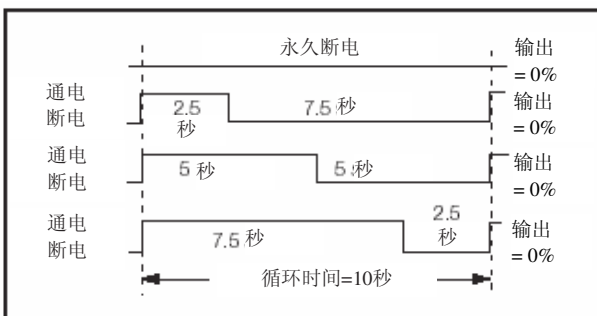 永久断电
输出
= 0%
通电
断电
2.5
秒
7.5秒
输出
= 0%
通电
断电
5 秒
5 秒
输出
= 0%
通电
断电
7.5 秒
2.5
秒
输出
= 0%
循环时间=10秒